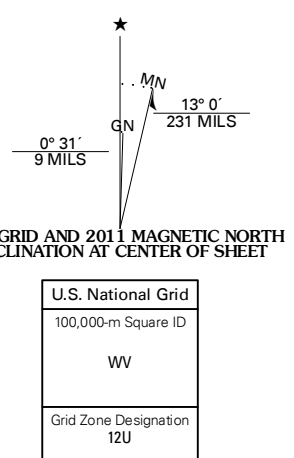 ★
MN
13° 0´
231 MILS
GN
0° 31´
9 MILS
GRID AND 2011 MAGNETIC NORTH
CLINATION AT CENTER OF SHEET
U.S. National Grid
100,000-m Square ID
WV
Grid Zone Designation
12U